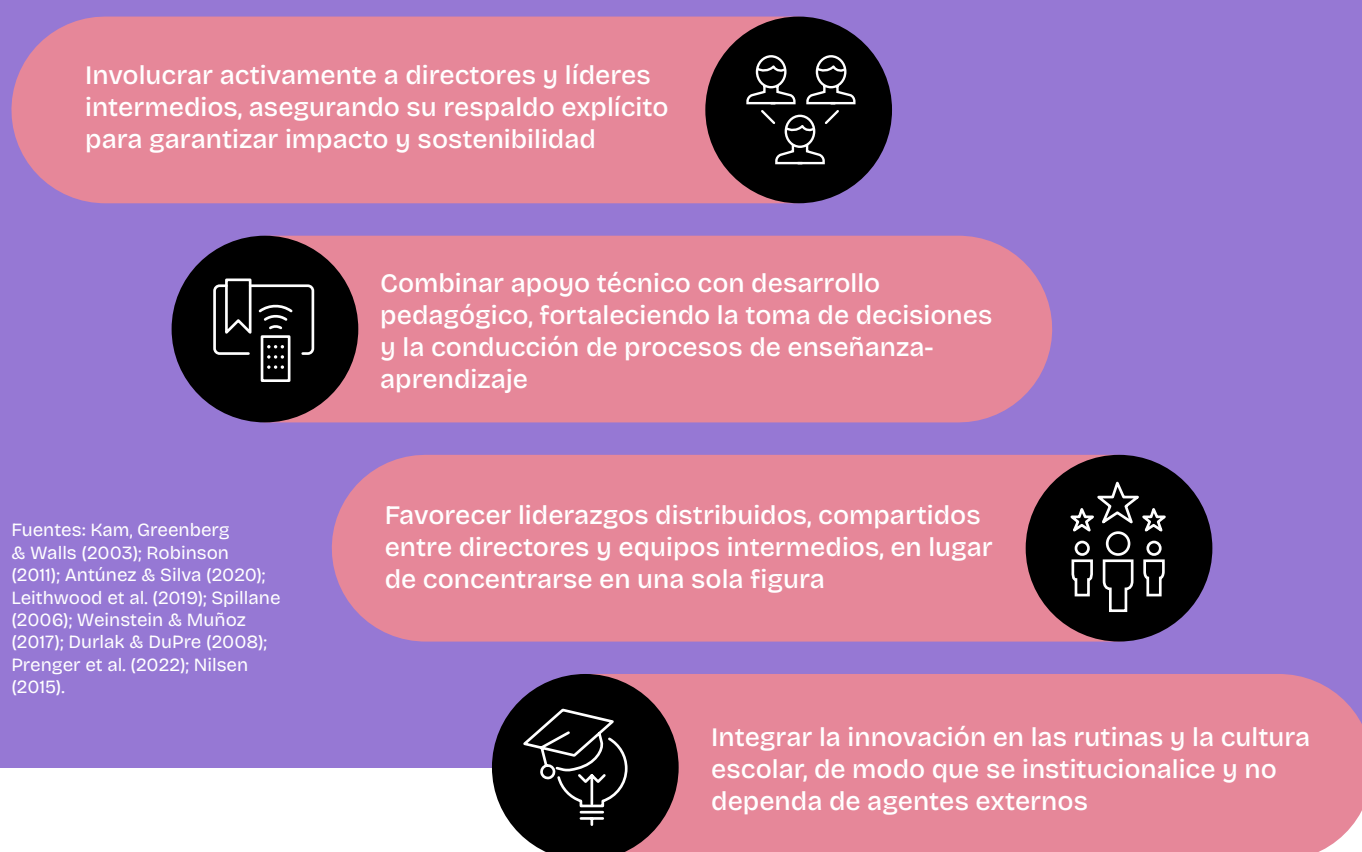 Involucrar activamente a directores y líderes
intermedios, asegurando su respaldo explícito
para garantizar impacto y sostenibilidad
Combinar apoyo técnico con desarrollo
pedagógico, fortaleciendo la toma de decisiones
y la conducción de procesos de enseñanza-
aprendizaje
Favorecer liderazgos distribuidos, compartidos
entre directores y equipos intermedios, en lugar
de concentrarse en una sola figura
Fuentes: Kam, Greenberg
& Walls (2003); Robinson
(2011); Antúnez & Silva (2020);
Leithwood et al. (2019); Spillane
(2006); Weinstein & Muñoz
(2017); Durlak & DuPre (2008);
Prenger et al. (2022); Nilsen
(2015).
Integrar la innovación en las rutinas y la cultura
escolar, de modo que se institucionalice y no
dependa de agentes externos